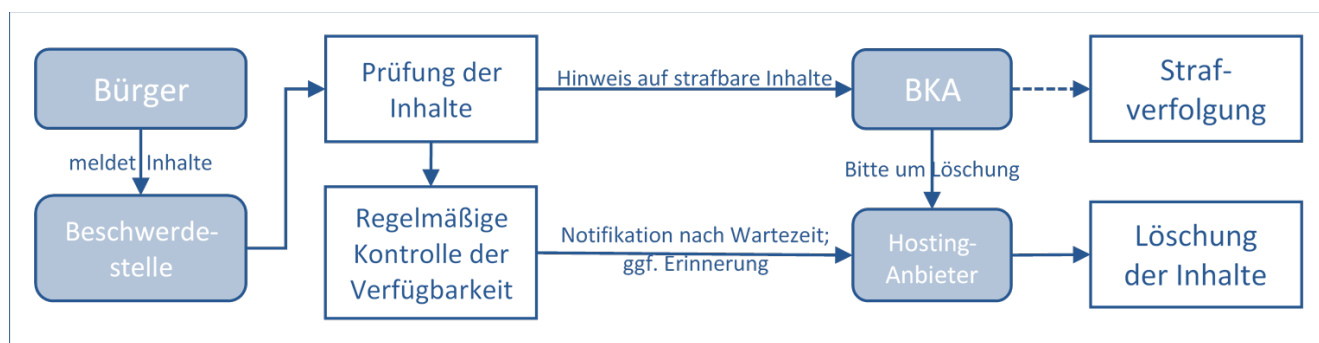 Bürger
meldet Inhalte
Beschwerde-
stelle
Prüfung der
Inhalte
Hinweis auf strafbare Inhalte
BKA
Straf-
verfolgung
Bitte um Löschung
Regelmäßige
Kontrolle der
Verfügbarkeit
Notifikation nach Wartezeit;
ggf. Erinnerung
Hosting-
Anbieter
Löschung
der Inhalte